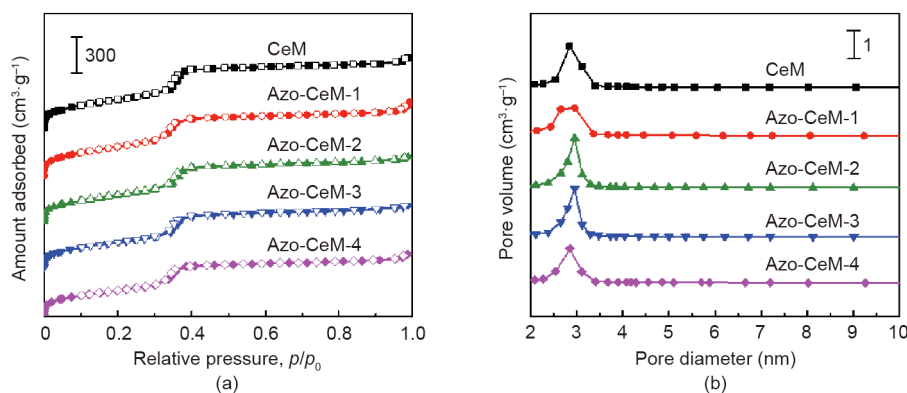 300
CeM
Azo-CeM-1
Azo-CeM-2
Azo-CeM-3
Azo-CeM-4
Amount adsorbed (cm³·g⁻¹)
0 0.2 0.4 0.6 0.8 1.0
Relative pressure, p/p₀
(a)
1
CeM
Azo-CeM-1
Azo-CeM-2
Azo-CeM-3
Azo-CeM-4
Pore volume (cm³·g⁻¹)
2 3 4 5 6 7 8 9 10
Pore diameter (nm)
(b)